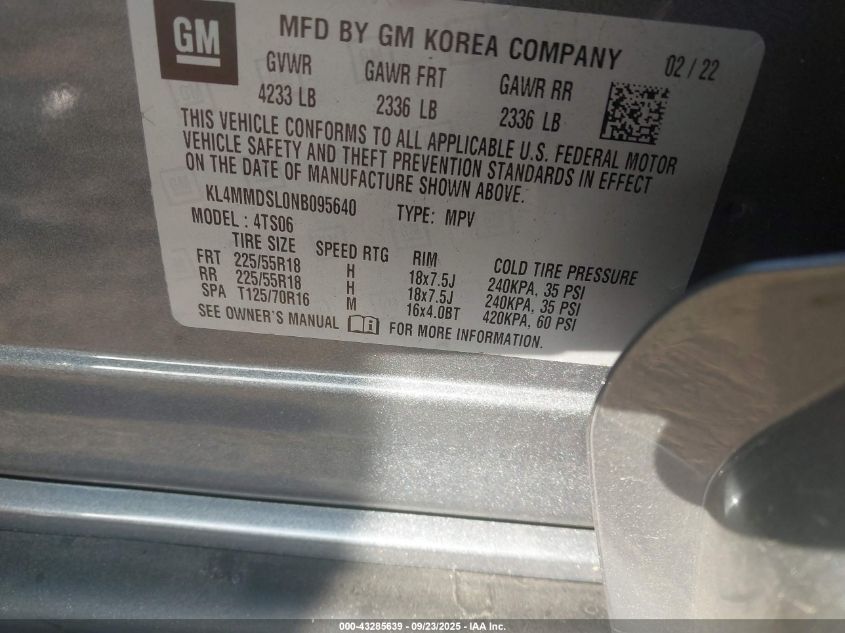 GM
MFD BY GM KOREA COMPANY 02 / 22
GVWR GAWR FRT GAWR RR
4233 LB 2336 LB 2336 LB
THIS VEHICLE CONFORMS TO ALL APPLICABLE U.S. FEDERAL MOTOR
VEHICLE SAFETY AND THEFT PREVENTION STANDARDS IN EFFECT
ON THE DATE OF MANUFACTURE SHOWN ABOVE.
KL4MMDSL0NB095640 TYPE: MPV
MODEL : 4TS06
TIRE SIZE SPEED RTG RIM COLD TIRE PRESSURE
FRT 225/55R18 H 18x7.5J 240KPA, 35 PSI
RR 225/55R18 H 18x7.5J 240KPA, 35 PSI
SPA T125/70R16 M 16x4.0BT 420KPA, 60 PSI
SEE OWNER'S MANUAL FOR MORE INFORMATION.
000-43285639 - 09/23/2025 - IAA Inc.